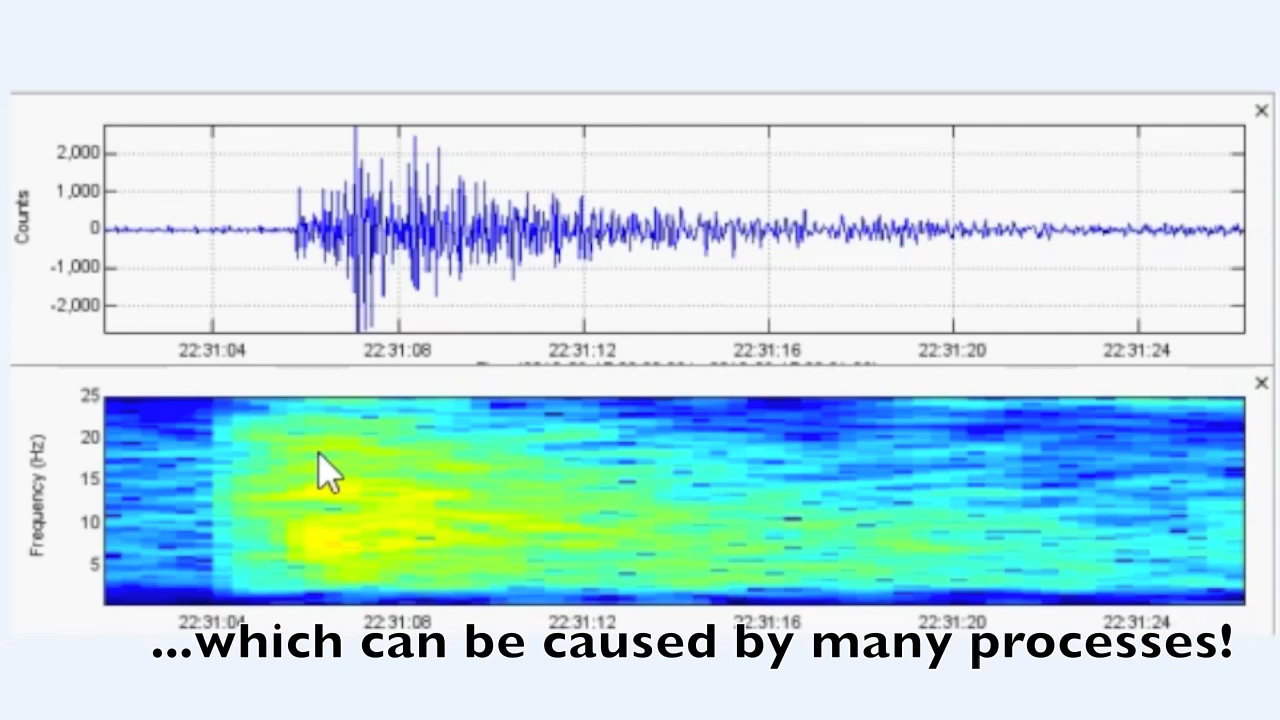 ×
2,000
1,000
0
-1,000
-2,000
Counts
22:31:04 22:31:08 22:31:12 22:31:16 22:31:20 22:31:24
×
25
20
15
10
5
Frequency (Hz)
22:31:04 22:31:08 22:31:12 22:31:16 22:31:20 22:31:24
...which can be caused by many processes!